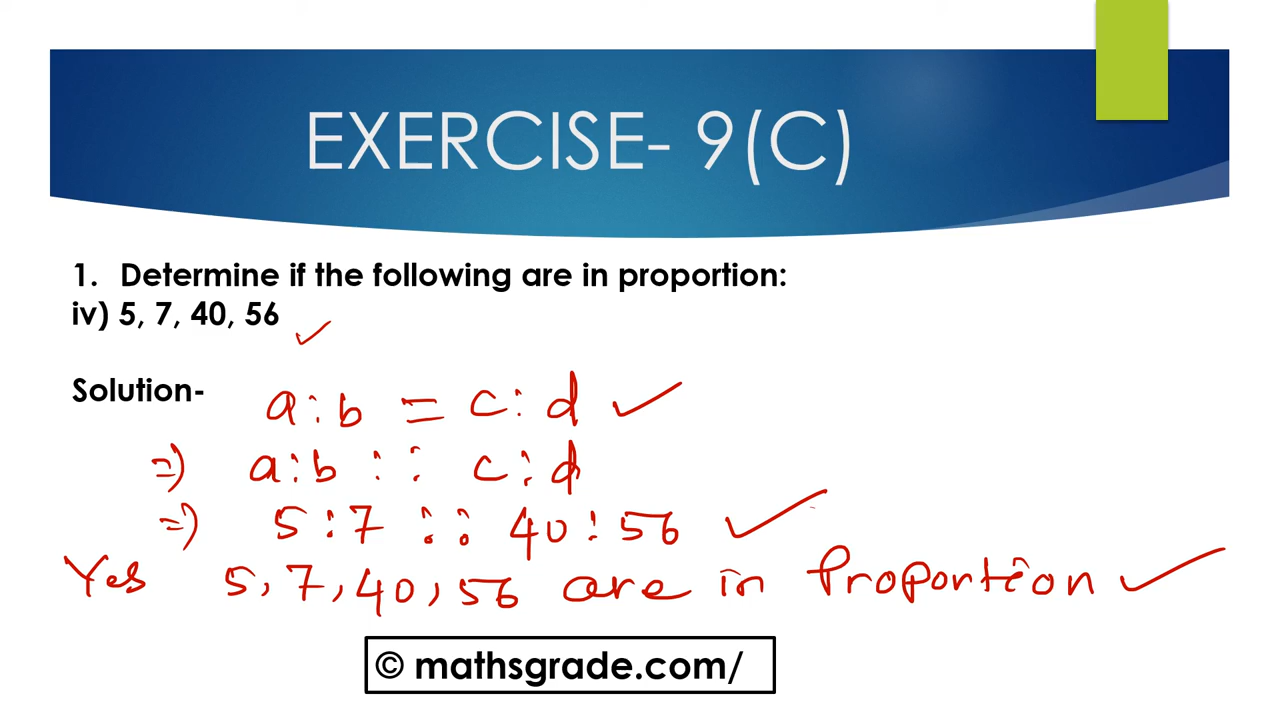 EXERCISE- 9(C)
1. Determine if the following are in proportion:
iv) 5, 7, 40, 56
Solution-
a:b = c:d
=) a:b :: c:d
=) 5:7 :: 40:56
Yes 5,7,40,56 are in Proportion
© mathsgrade.com/